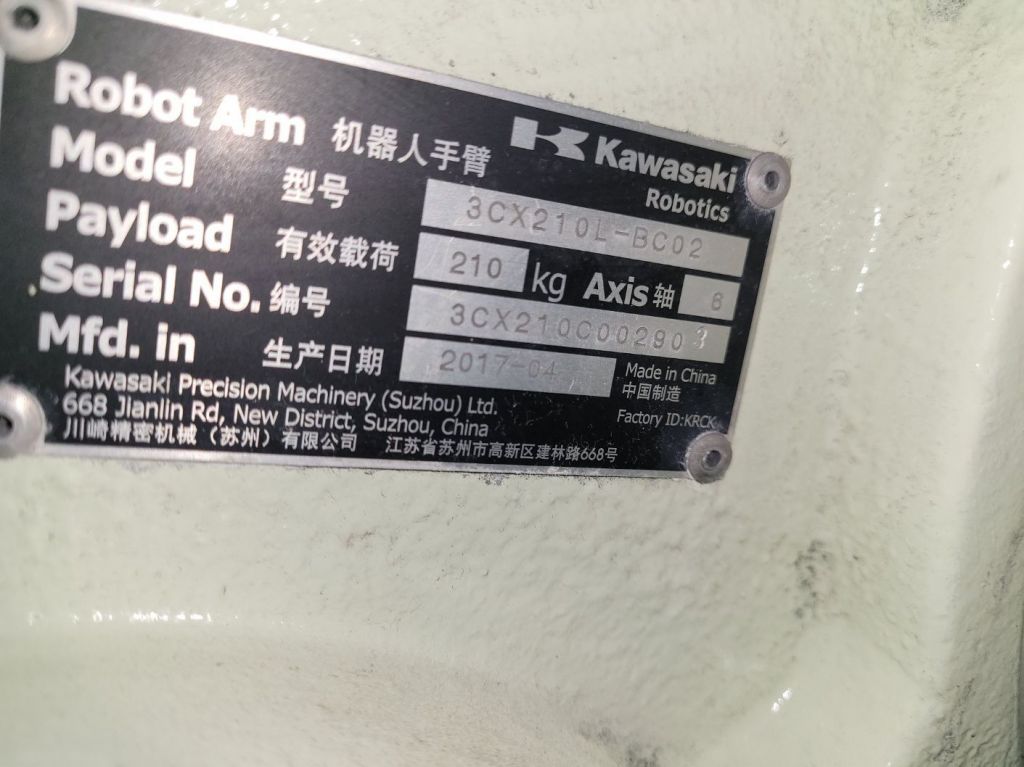 Robot Arm 机器人手臂 Kawasaki
Robotics
Model 型号 3CX210L-BC02
Payload 有效载荷 210 kg Axis 轴 6
Serial No. 编号 3CX210C002903
Mfd. in 生产日期 2017-04
Made in China
中国制造
Kawasaki Precision Machinery (Suzhou) Ltd.
668 Jianlin Rd, New District, Suzhou, China
Factory ID:KRCK
川崎精密机械（苏州）有限公司 江苏省苏州市高新区建林路668号